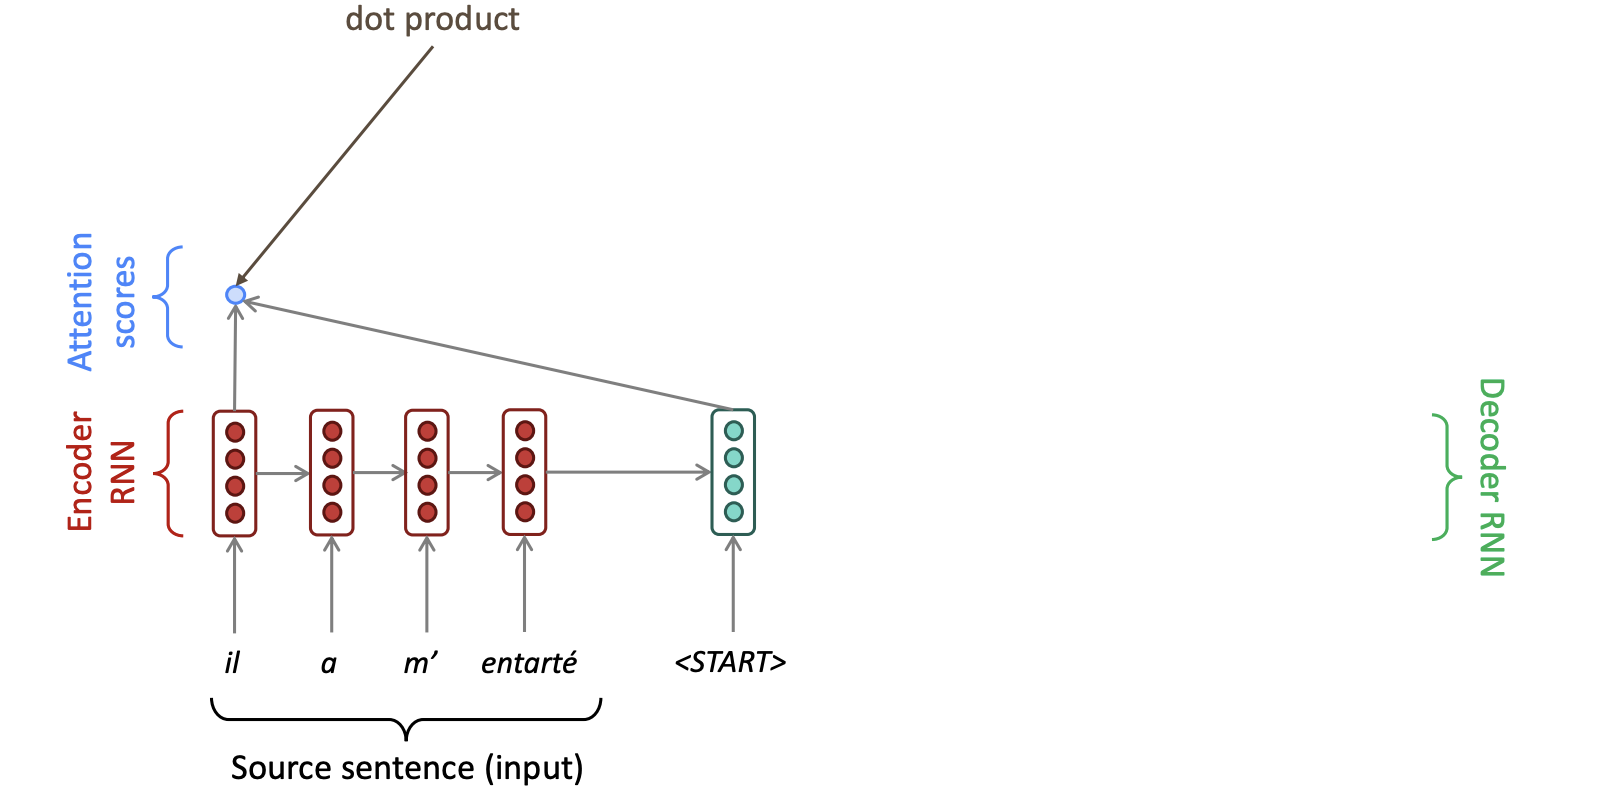 dot product
Attention
scores
Encoder
RNN
Decoder RNN
il a m’ entarté <START>
Source sentence (input)